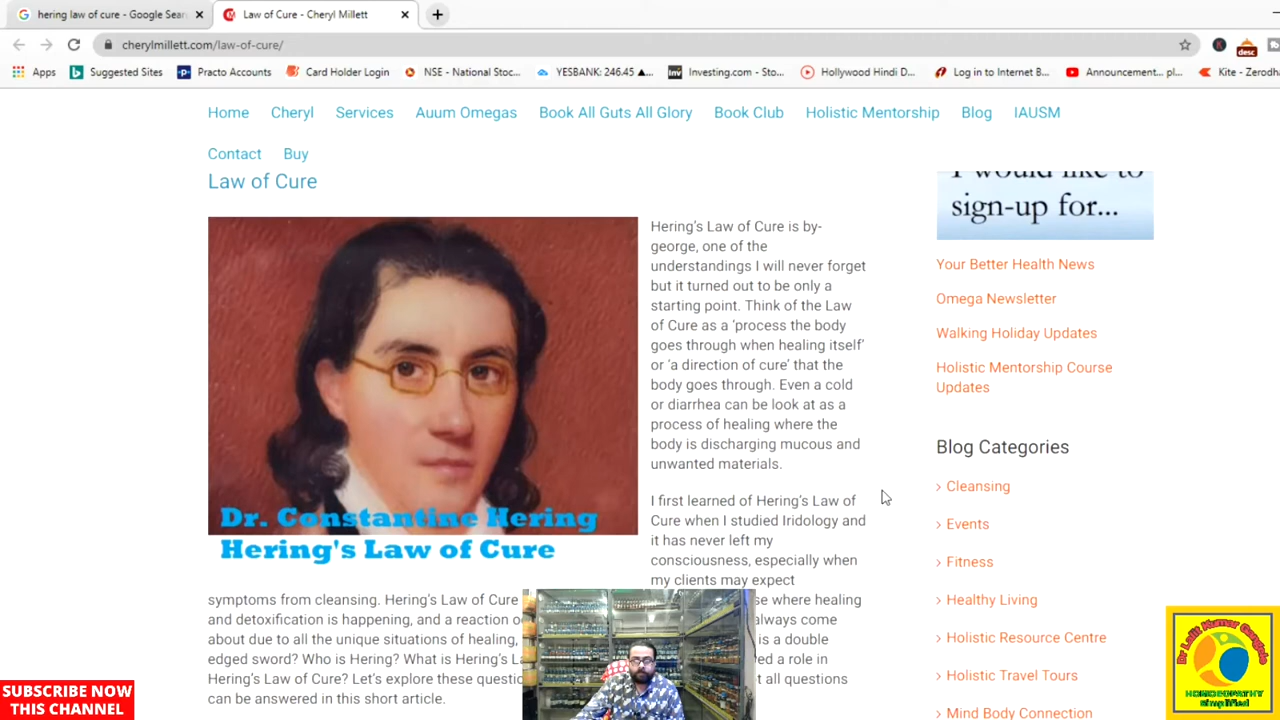 hering law of cure - Google Sear
Law of Cure - Cheryl Millett
cherylmillett.com/law-of-cure/
desc
Apps
Suggested Sites
Practo Accounts
Card Holder Login
NSE - National Stoc...
YESBANK: 246.45 ▲...
Inv
Investing.com - Sto...
Hollywood Hindi D...
Log in to Internet B...
Announcement... pl...
Kite - Zerodh
Home
Cheryl
Services
Auum Omegas
Book All Guts All Glory
Book Club
Holistic Mentorship
Blog
IAUSM
Contact
Buy
Law of Cure
Dr. Constantine Hering
Hering's Law of Cure
Hering's Law of Cure is by-
george, one of the
understandings I will never forget
but it turned out to be only a
starting point. Think of the Law
of Cure as a 'process the body
goes through when healing itself'
or 'a direction of cure' that the
body goes through. Even a cold
or diarrhea can be look at as a
process of healing where the
body is discharging mucous and
unwanted materials.
I first learned of Hering's Law of
Cure when I studied Iridology and
it has never left my
consciousness, especially when
my clients may expect
symptoms from cleansing. Hering's Law of Cure se where healing
and detoxification is happening, and a reaction o always come
about due to all the unique situations of healing, is a double
edged sword? Who is Hering? What is Hering's La ed a role in
Hering's Law of Cure? Let's explore these questio t all questions
can be answered in this short article.
I would like to
sign-up for...
Your Better Health News
Omega Newsletter
Walking Holiday Updates
Holistic Mentorship Course
Updates
Blog Categories
> Cleansing
> Events
> Fitness
> Healthy Living
> Holistic Resource Centre
> Holistic Travel Tours
> Mind Body Connection
SUBSCRIBE NOW
THIS CHANNEL
HOMOEOPATHY
Simplified